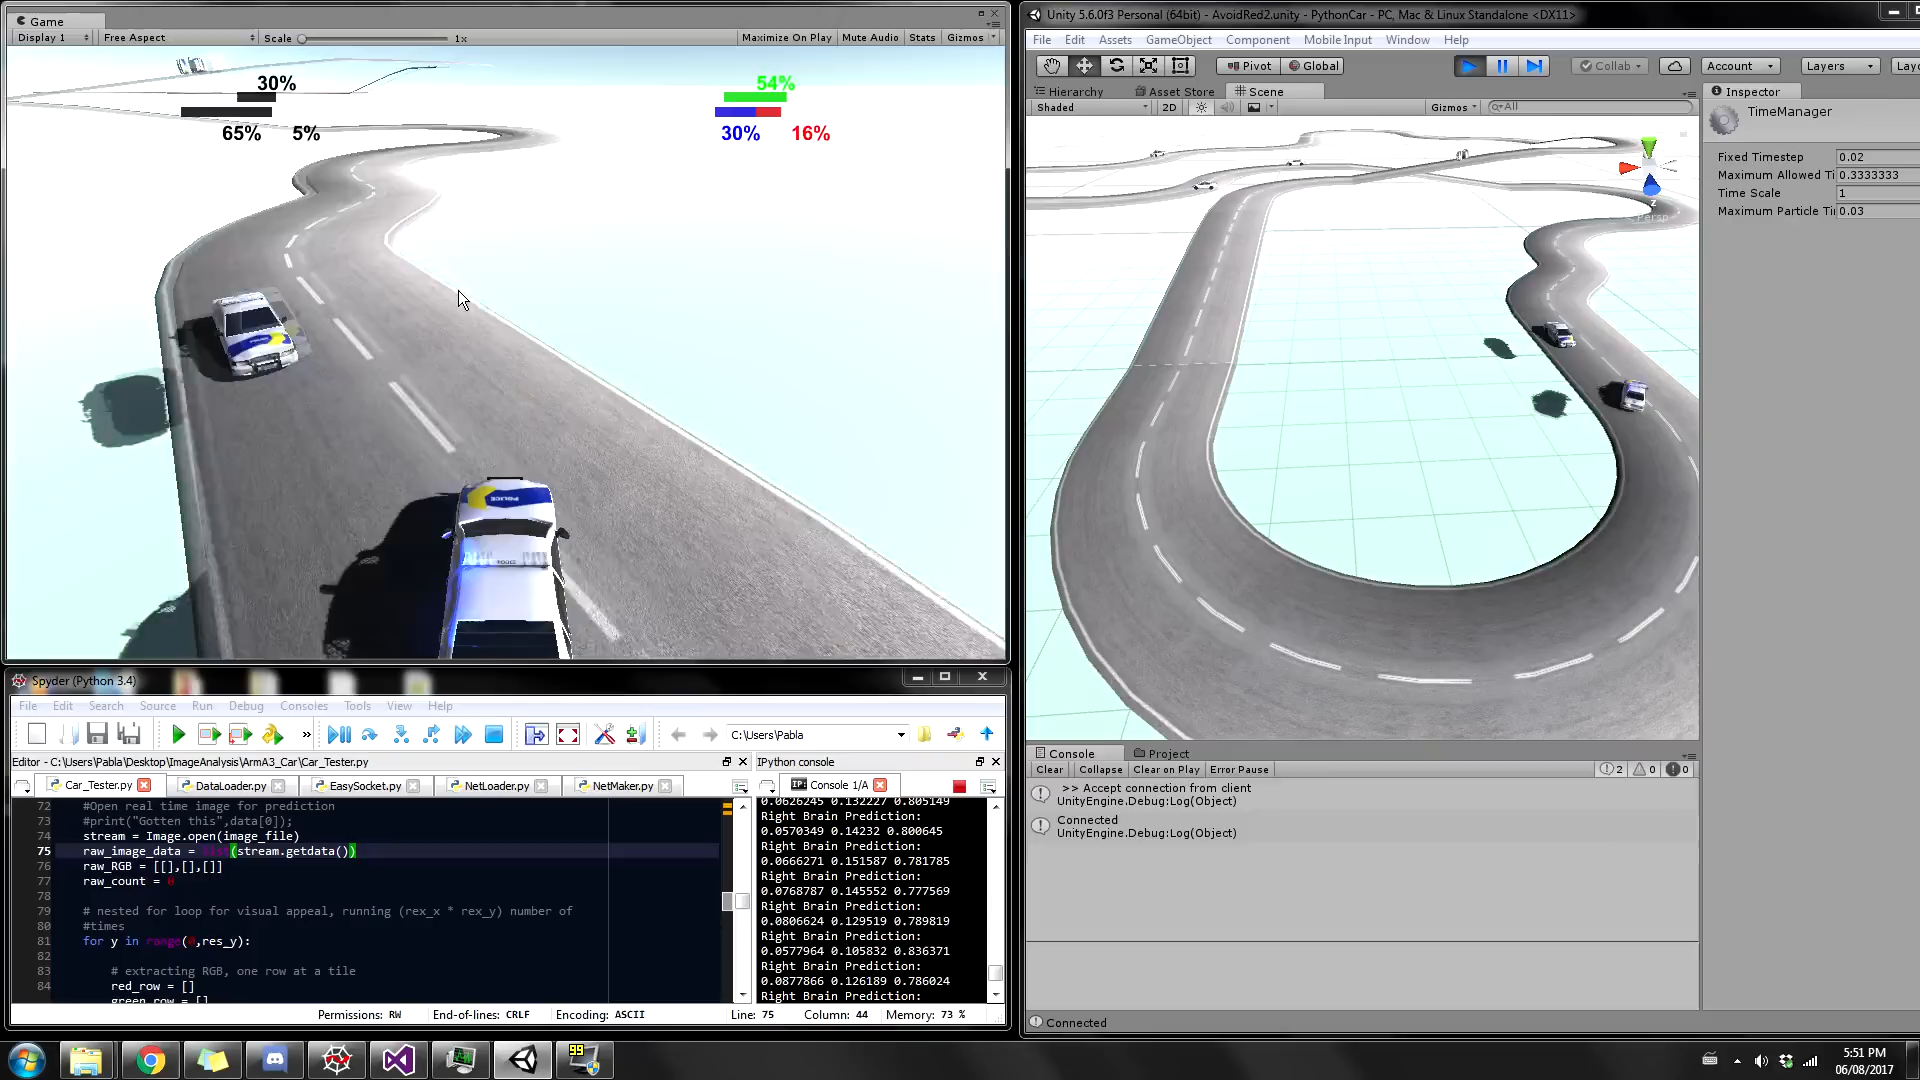 Game
Display 1
Free Aspect
Scale
1x
Maximize On Play
Mute Audio
Stats
Gizmos
30%
65%
5%
54%
30%
16%
POLICE
Unity 5.6.0f3 Personal (64bit) - AvoidRed2.unity - PythonCar - PC, Mac & Linux Standalone <DX11>
File Edit Assets GameObject Component Mobile Input Window Help
Pivot
Global
Collab
Account
Layers
Hierarchy
Asset Store
Scene
Shaded
2D
Gizmos
All
Persp
z
Inspector
TimeManager
Fixed Timestep 0.02
Maximum Allowed Ti 0.3333333
Time Scale 1
Maximum Particle Ti 0.03
Spyder (Python 3.4)
File Edit Search Source Run Debug Consoles Tools View Help
C:\Users\Pabla
Editor - C:\Users\Pabla\Desktop\ImageAnalysis\ArmA3_Car\Car_Tester.py
Car_Tester.py
DataLoader.py
EasySocket.py
NetLoader.py
NetMaker.py
72 #Open real time image for prediction
73 #print("Gotten this",data[0]);
74 stream = Image.open(image_file)
75 raw_image_data = list(stream.getdata())
76 raw_RGB = [[],[],[]]
77 raw_count = 0
78
79 # nested for loop for visual appeal, running (rex_x * rex_y) number of
80 #times
81 for y in range(0,res_y):
82
83 # extracting RGB, one row at a tile
84 red_row = []
green_row = []
IPython console
Console 1/A
0.0626245 0.132227 0.805149
Right Brain Prediction:
0.0570349 0.14232 0.800645
Right Brain Prediction:
0.0666271 0.151587 0.781785
Right Brain Prediction:
0.0768787 0.145552 0.777569
Right Brain Prediction:
0.0806624 0.129519 0.789819
Right Brain Prediction:
0.0577964 0.105832 0.836371
Right Brain Prediction:
0.0877866 0.126189 0.786024
Right Brain Prediction:
Permissions: RW End-of-lines: CRLF Encoding: ASCII Line: 75 Column: 44 Memory: 73 %
Console
Project
Clear
Collapse
Clear on Play
Error Pause
2
0
0
>> Accept connection from client
UnityEngine.Debug:Log(Object)
Connected
UnityEngine.Debug:Log(Object)
Connected
99
5:51 PM
06/08/2017